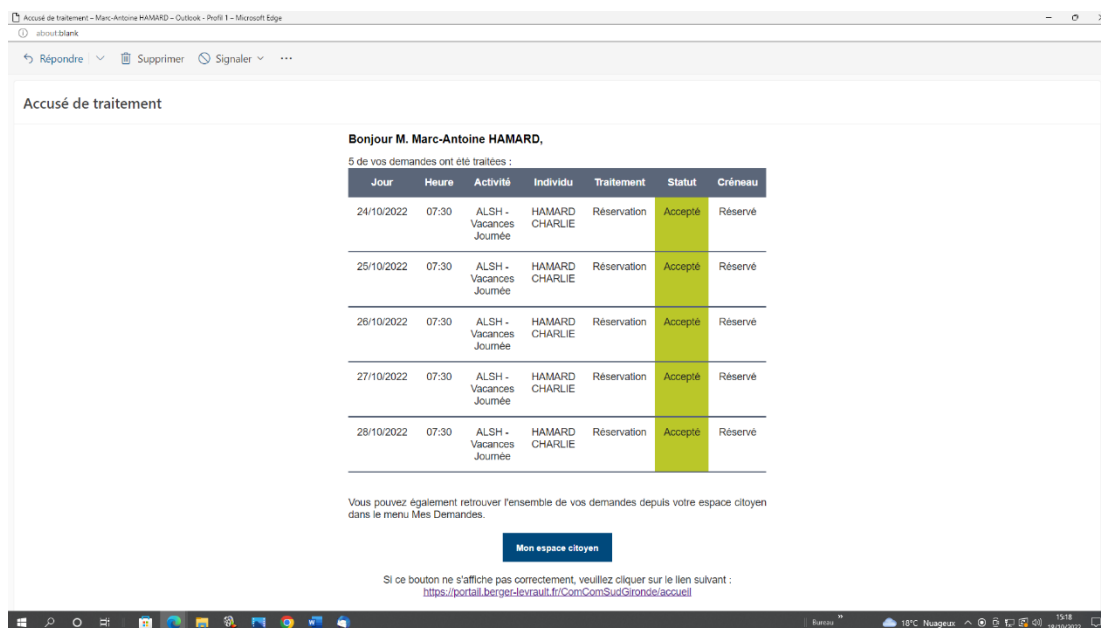 Accusé de traitement – Marc-Antoine HAMARD – Outlook - Profil 1 – Microsoft Edge
about:blank
Répondre Supprimer Signaler ...
Accusé de traitement
Bonjour M. Marc-Antoine HAMARD,
5 de vos demandes ont été traitées :
Jour Heure Activité Individu Traitement Statut Créneau
24/10/2022 07:30 ALSH - HAMARD Réservation Accepté Réservé
Vacances CHARLIE
Journée
25/10/2022 07:30 ALSH - HAMARD Réservation Accepté Réservé
Vacances CHARLIE
Journée
26/10/2022 07:30 ALSH - HAMARD Réservation Accepté Réservé
Vacances CHARLIE
Journée
27/10/2022 07:30 ALSH - HAMARD Réservation Accepté Réservé
Vacances CHARLIE
Journée
28/10/2022 07:30 ALSH - HAMARD Réservation Accepté Réservé
Vacances CHARLIE
Journée
Vous pouvez également retrouver l'ensemble de vos demandes depuis votre espace citoyen
dans le menu Mes Demandes.
Mon espace citoyen
Si ce bouton ne s'affiche pas correctement, veuillez cliquer sur le lien suivant :
https://portail.berger-levrault.fr/ComComSudGironde/accueil
Bureau » 18°C Nuageux 15:18
18/10/2022